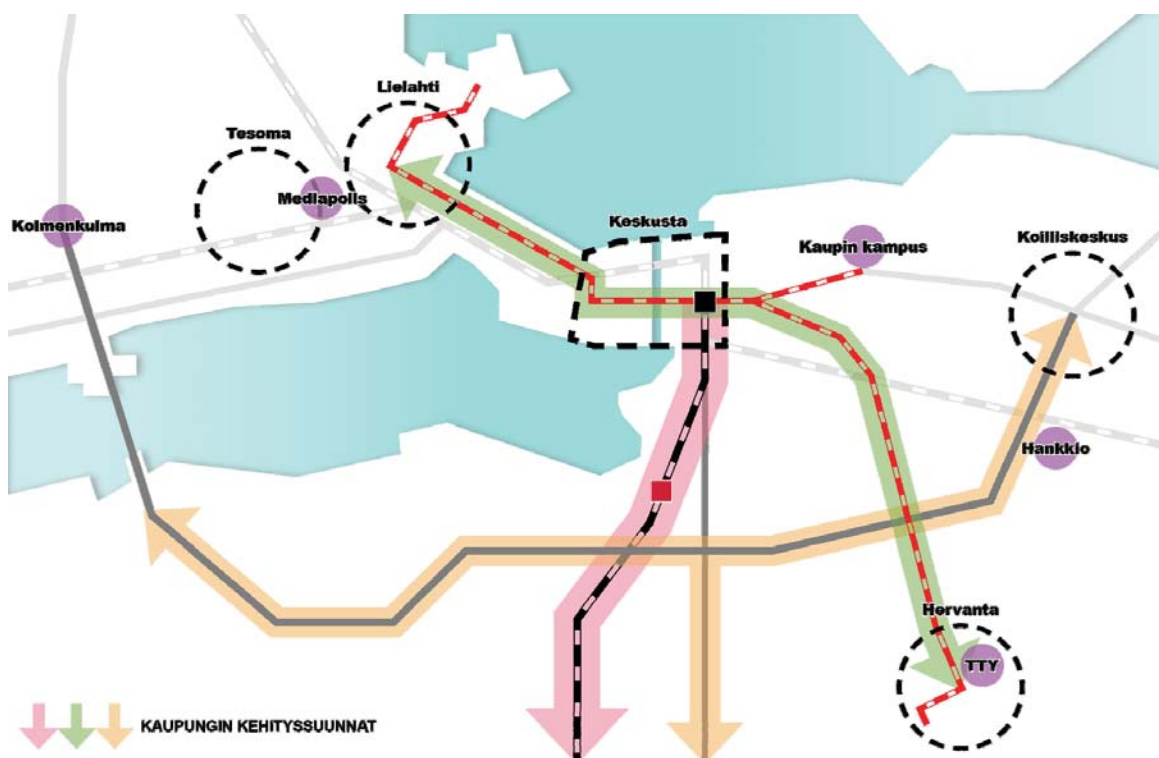 Lielahti
Tesoma
Mediapolis
Kolmenkulma
Keskusta
Kaupin kampus
Koilliskeskus
Hankkio
Hervanta
TTY
KAUPUNGIN KEHITYSSUUNNAT